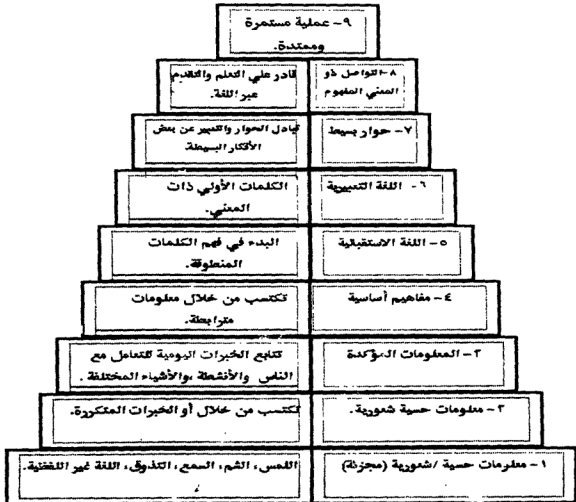 ٩- عملية مستمرة
وممتدة.
٨- التواصل ذو
المعني المفهوم
قادر علي التعلم والتقدم
عبر اللغة.
٧- حوار بسيط
تبادل الحوار والتعبير عن بعض
الأفكار البسيطة.
٦- اللغة التعبيرية
الكلمات الأولي ذات
المعني.
٥- اللغة الاستقبالية
البدء في فهم الكلمات
المنطوقة.
٤- مفاهيم أساسية
تكتسب من خلال معلومات
مترابطة.
٣- المعلومات المؤكدة
تتابع الخبرات اليومية للتعامل مع
الناس والأنشطة، والأشياء المختلفة.
٢- معلومات حسية شعورية.
تكتسب من خلال أو الخبرات المتكررة.
١- معلومات حسية / شعورية (مجزئة)
اللمس، الشم، السمع، التذوق، اللغة غير اللفظية.